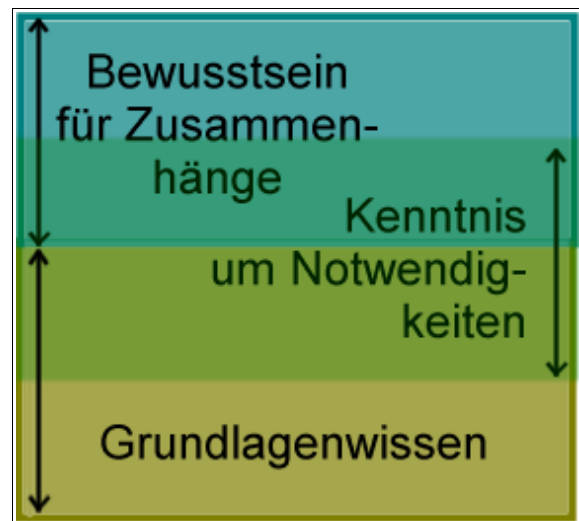 Bewusstsein
für Zusammen-
hänge
Kenntnis
um Notwendig-
keiten
Grundlagenwissen